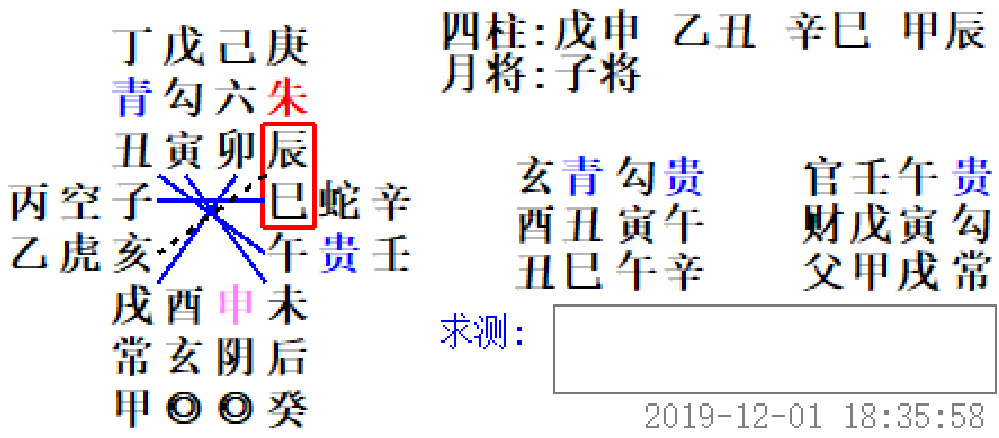 丁戊己庚
青勾六朱
丑寅卯辰
丙空子 巳蛇辛
乙虎亥 午贵壬
戌酉申未
常玄阴后
甲◎◎癸
四柱:戊申 乙丑 辛巳 甲辰
月将:子将
玄青勾贵 官壬午贵
酉丑寅午 财戊寅勾
丑巳午辛 父甲戌常
求测:
2019-12-01 18:35:58